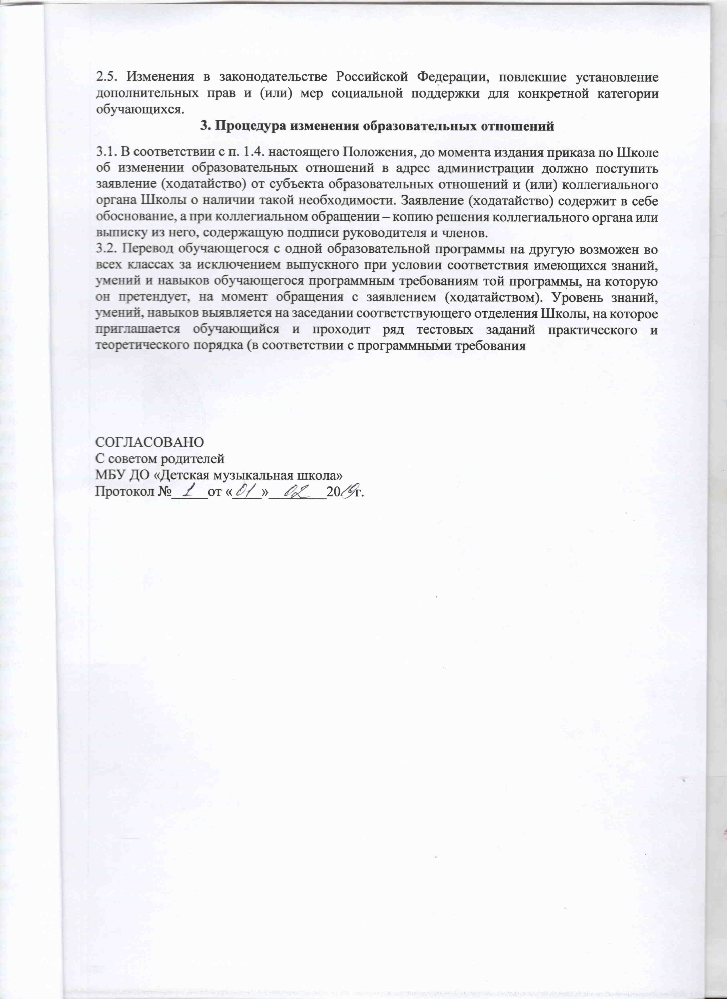 2.5. Изменения в законодательстве Российской Федерации, повлекшие установление
дополнительных прав и (или) мер социальной поддержки для конкретной категории
обучающихся.
3. Процедура изменения образовательных отношений
3.1. В соответствии с п. 1.4. настоящего Положения, до момента издания приказа по Школе
об изменении образовательных отношений в адрес администрации должно поступить
заявление (ходатайство) от субъекта образовательных отношений и (или) коллегиального
органа Школы о наличии такой необходимости. Заявление (ходатайство) содержит в себе
обоснование, а при коллегиальном обращении – копию решения коллегиального органа или
выписку из него, содержащую подписи руководителя и членов.
3.2. Перевод обучающегося с одной образовательной программы на другую возможен во
всех классах за исключением выпускного при условии соответствия имеющихся знаний,
умений и навыков обучающегося программным требованиям той программы, на которую
он претендует, на момент обращения с заявлением (ходатайством). Уровень знаний,
умений, навыков выявляется на заседании соответствующего отделения Школы, на которое
приглашается обучающийся и проходит ряд тестовых заданий практического и
теоретического порядка (в соответствии с программными требования
СОГЛАСОВАНО
С советом родителей
МБУ ДО «Детская музыкальная школа»
Протокол № 1 от «01» 02 2019г.